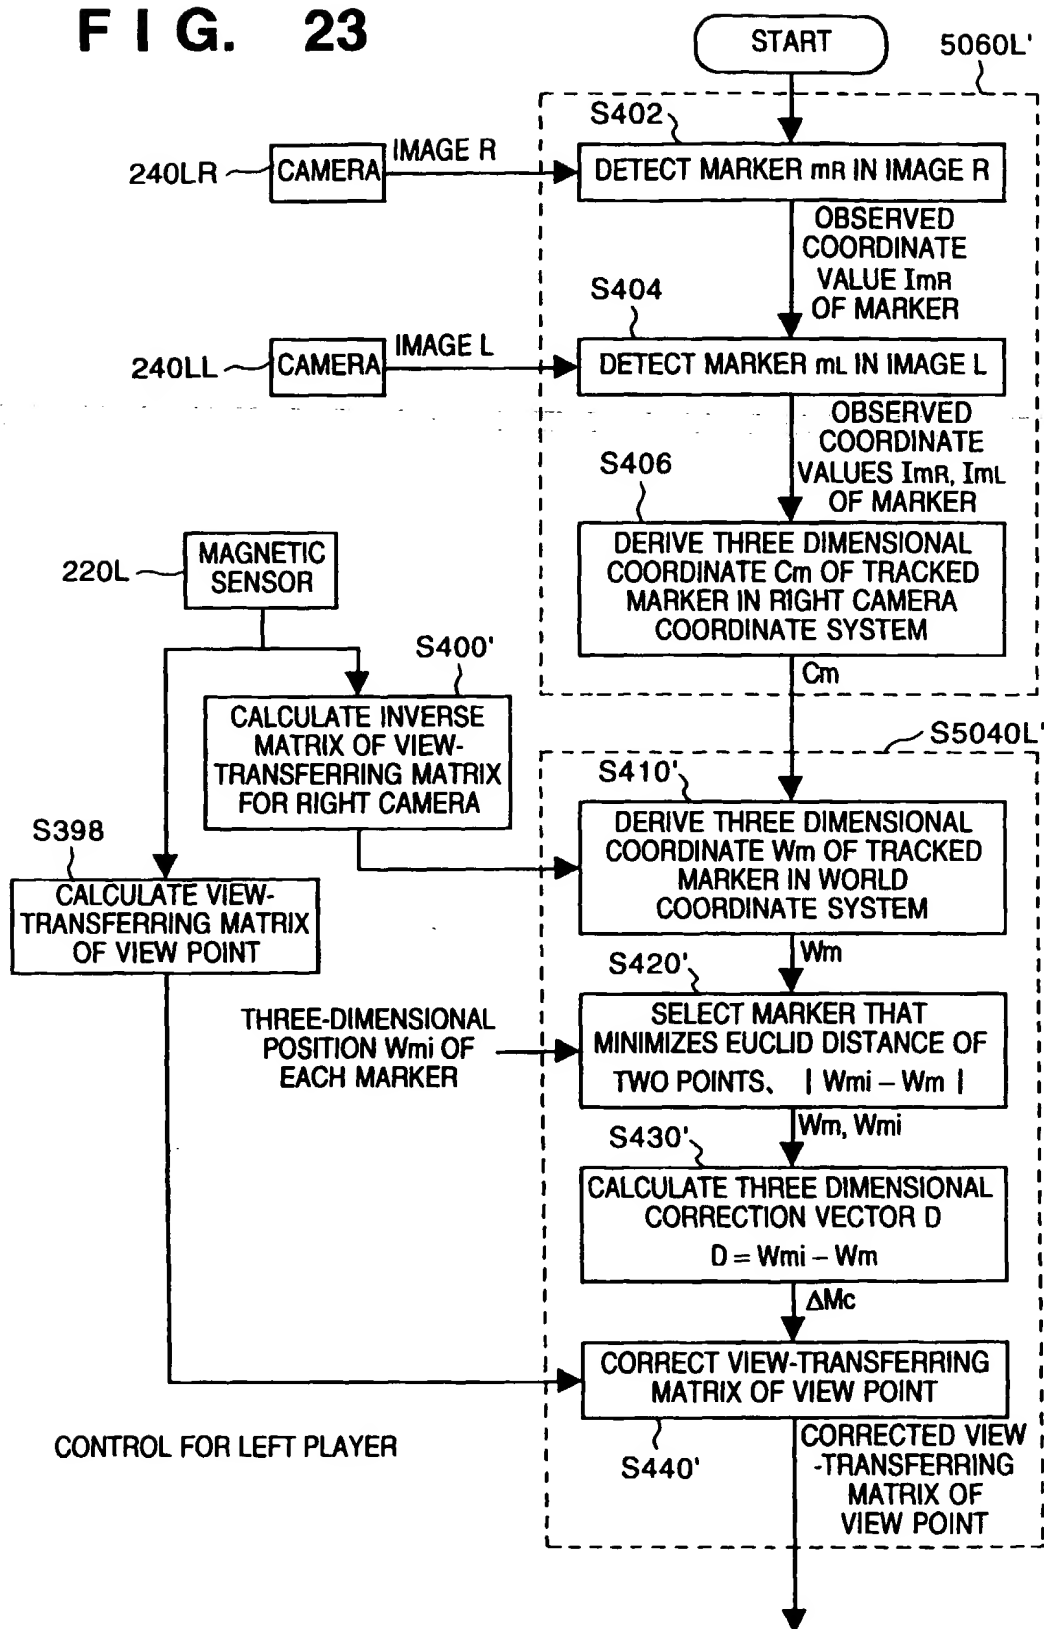 FIG. 23
START
5060L'
S402
240LR
CAMERA
IMAGE R
DETECT MARKER mR IN IMAGE R
OBSERVED
COORDINATE
VALUE ImR
OF MARKER
S404
240LL
CAMERA
IMAGE L
DETECT MARKER mL IN IMAGE L
OBSERVED
COORDINATE
VALUES ImR, ImL
OF MARKER
S406
DERIVE THREE DIMENSIONAL
COORDINATE Cm OF TRACKED
MARKER IN RIGHT CAMERA
COORDINATE SYSTEM
Cm
220L
MAGNETIC
SENSOR
S400'
CALCULATE INVERSE
MATRIX OF VIEW-
TRANSFERRING MATRIX
FOR RIGHT CAMERA
S5040L'
S410'
DERIVE THREE DIMENSIONAL
COORDINATE Wm OF TRACKED
MARKER IN WORLD
COORDINATE SYSTEM
S398
CALCULATE VIEW-
TRANSFERRING MATRIX
OF VIEW POINT
Wm
S420'
THREE-DIMENSIONAL
POSITION Wmi OF
EACH MARKER
SELECT MARKER THAT
MINIMIZES EUCLID DISTANCE OF
TWO POINTS、 | Wmi – Wm |
Wm, Wmi
S430'
CALCULATE THREE DIMENSIONAL
CORRECTION VECTOR D
D = Wmi – Wm
ΔMc
CORRECT VIEW-TRANSFERRING
MATRIX OF VIEW POINT
S440'
CONTROL FOR LEFT PLAYER
CORRECTED VIEW
-TRANSFERRING
MATRIX OF
VIEW POINT